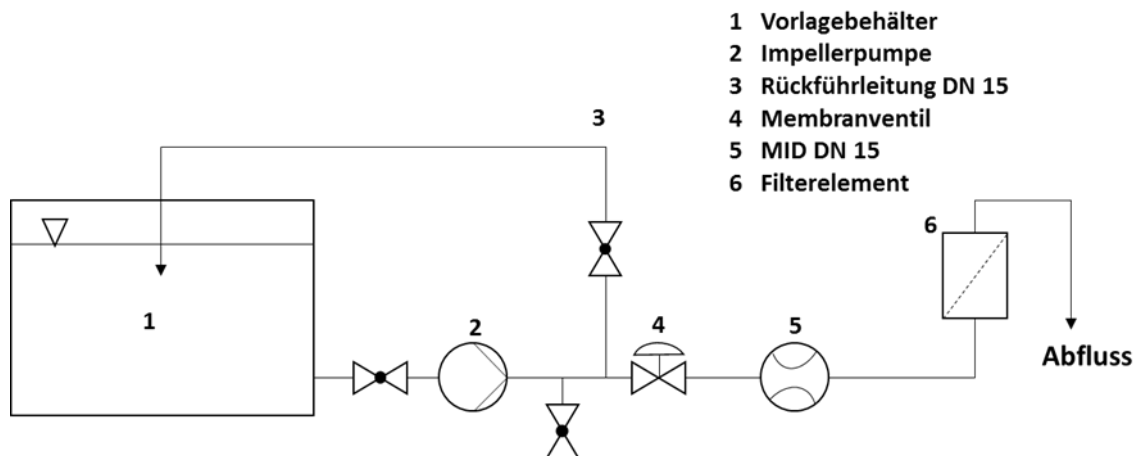 1 Vorlagebehälter
2 Impellerpumpe
3 Rückführleitung DN 15
4 Membranventil
5 MID DN 15
6 Filterelement
3
6
1
2
4
5
Abfluss